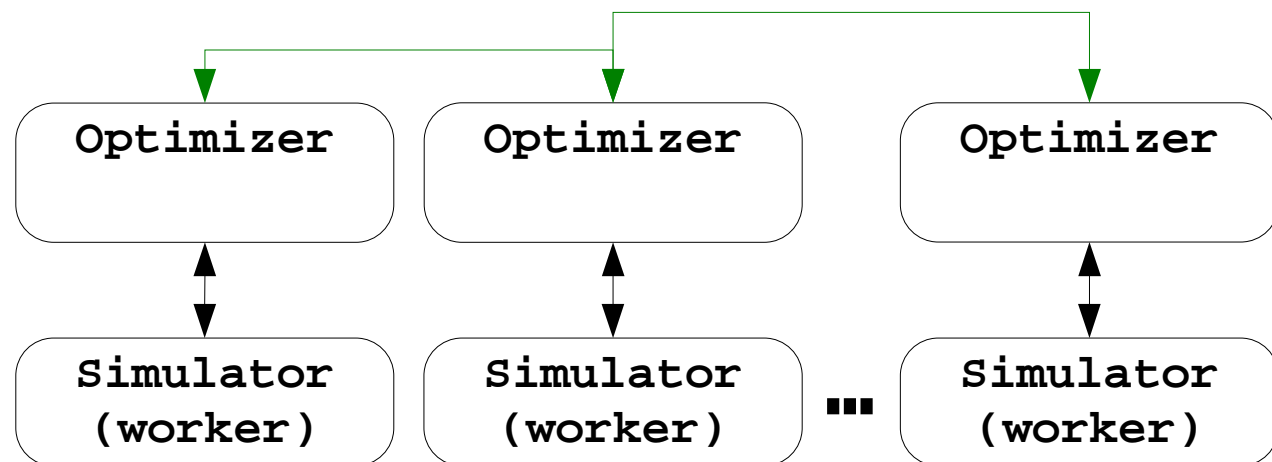 Optimizer
Optimizer
Optimizer
Simulator
(worker)
Simulator
(worker)
...
Simulator
(worker)